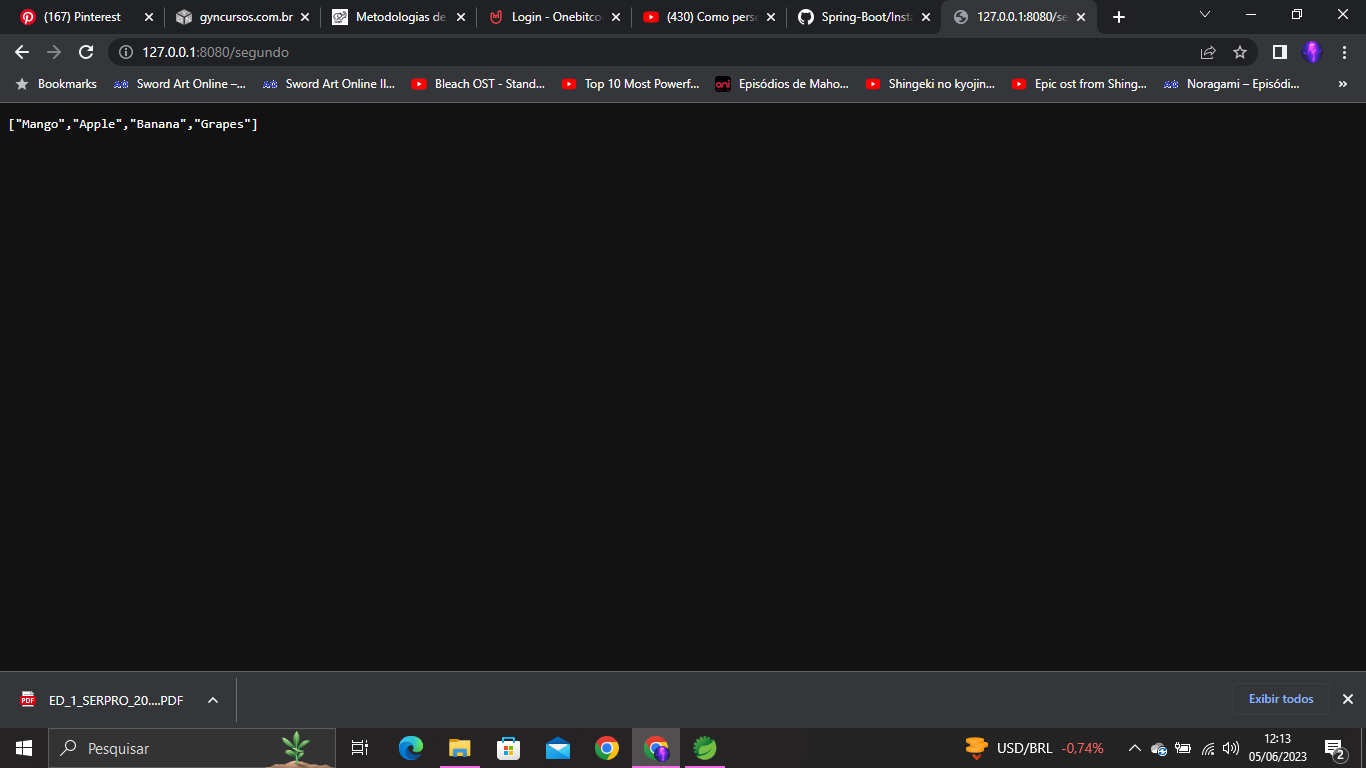 (167) Pinterest
gyncursos.com.br
Metodologias de
Login - Onebitco
(430) Como pers
Spring-Boot/Insta
127.0.0.1:8080/se
127.0.0.1:8080/segundo
Bookmarks
Sword Art Online –...
Sword Art Online II...
Bleach OST - Stand...
Top 10 Most Powerf...
Episódios de Maho...
Shingeki no kyojin...
Epic ost from Shing...
Noragami – Episódi...
["Mango","Apple","Banana","Grapes"]
ED_1_SERPRO_20....PDF
Exibir todos
Pesquisar
USD/BRL -0,74%
12:13
05/06/2023
2